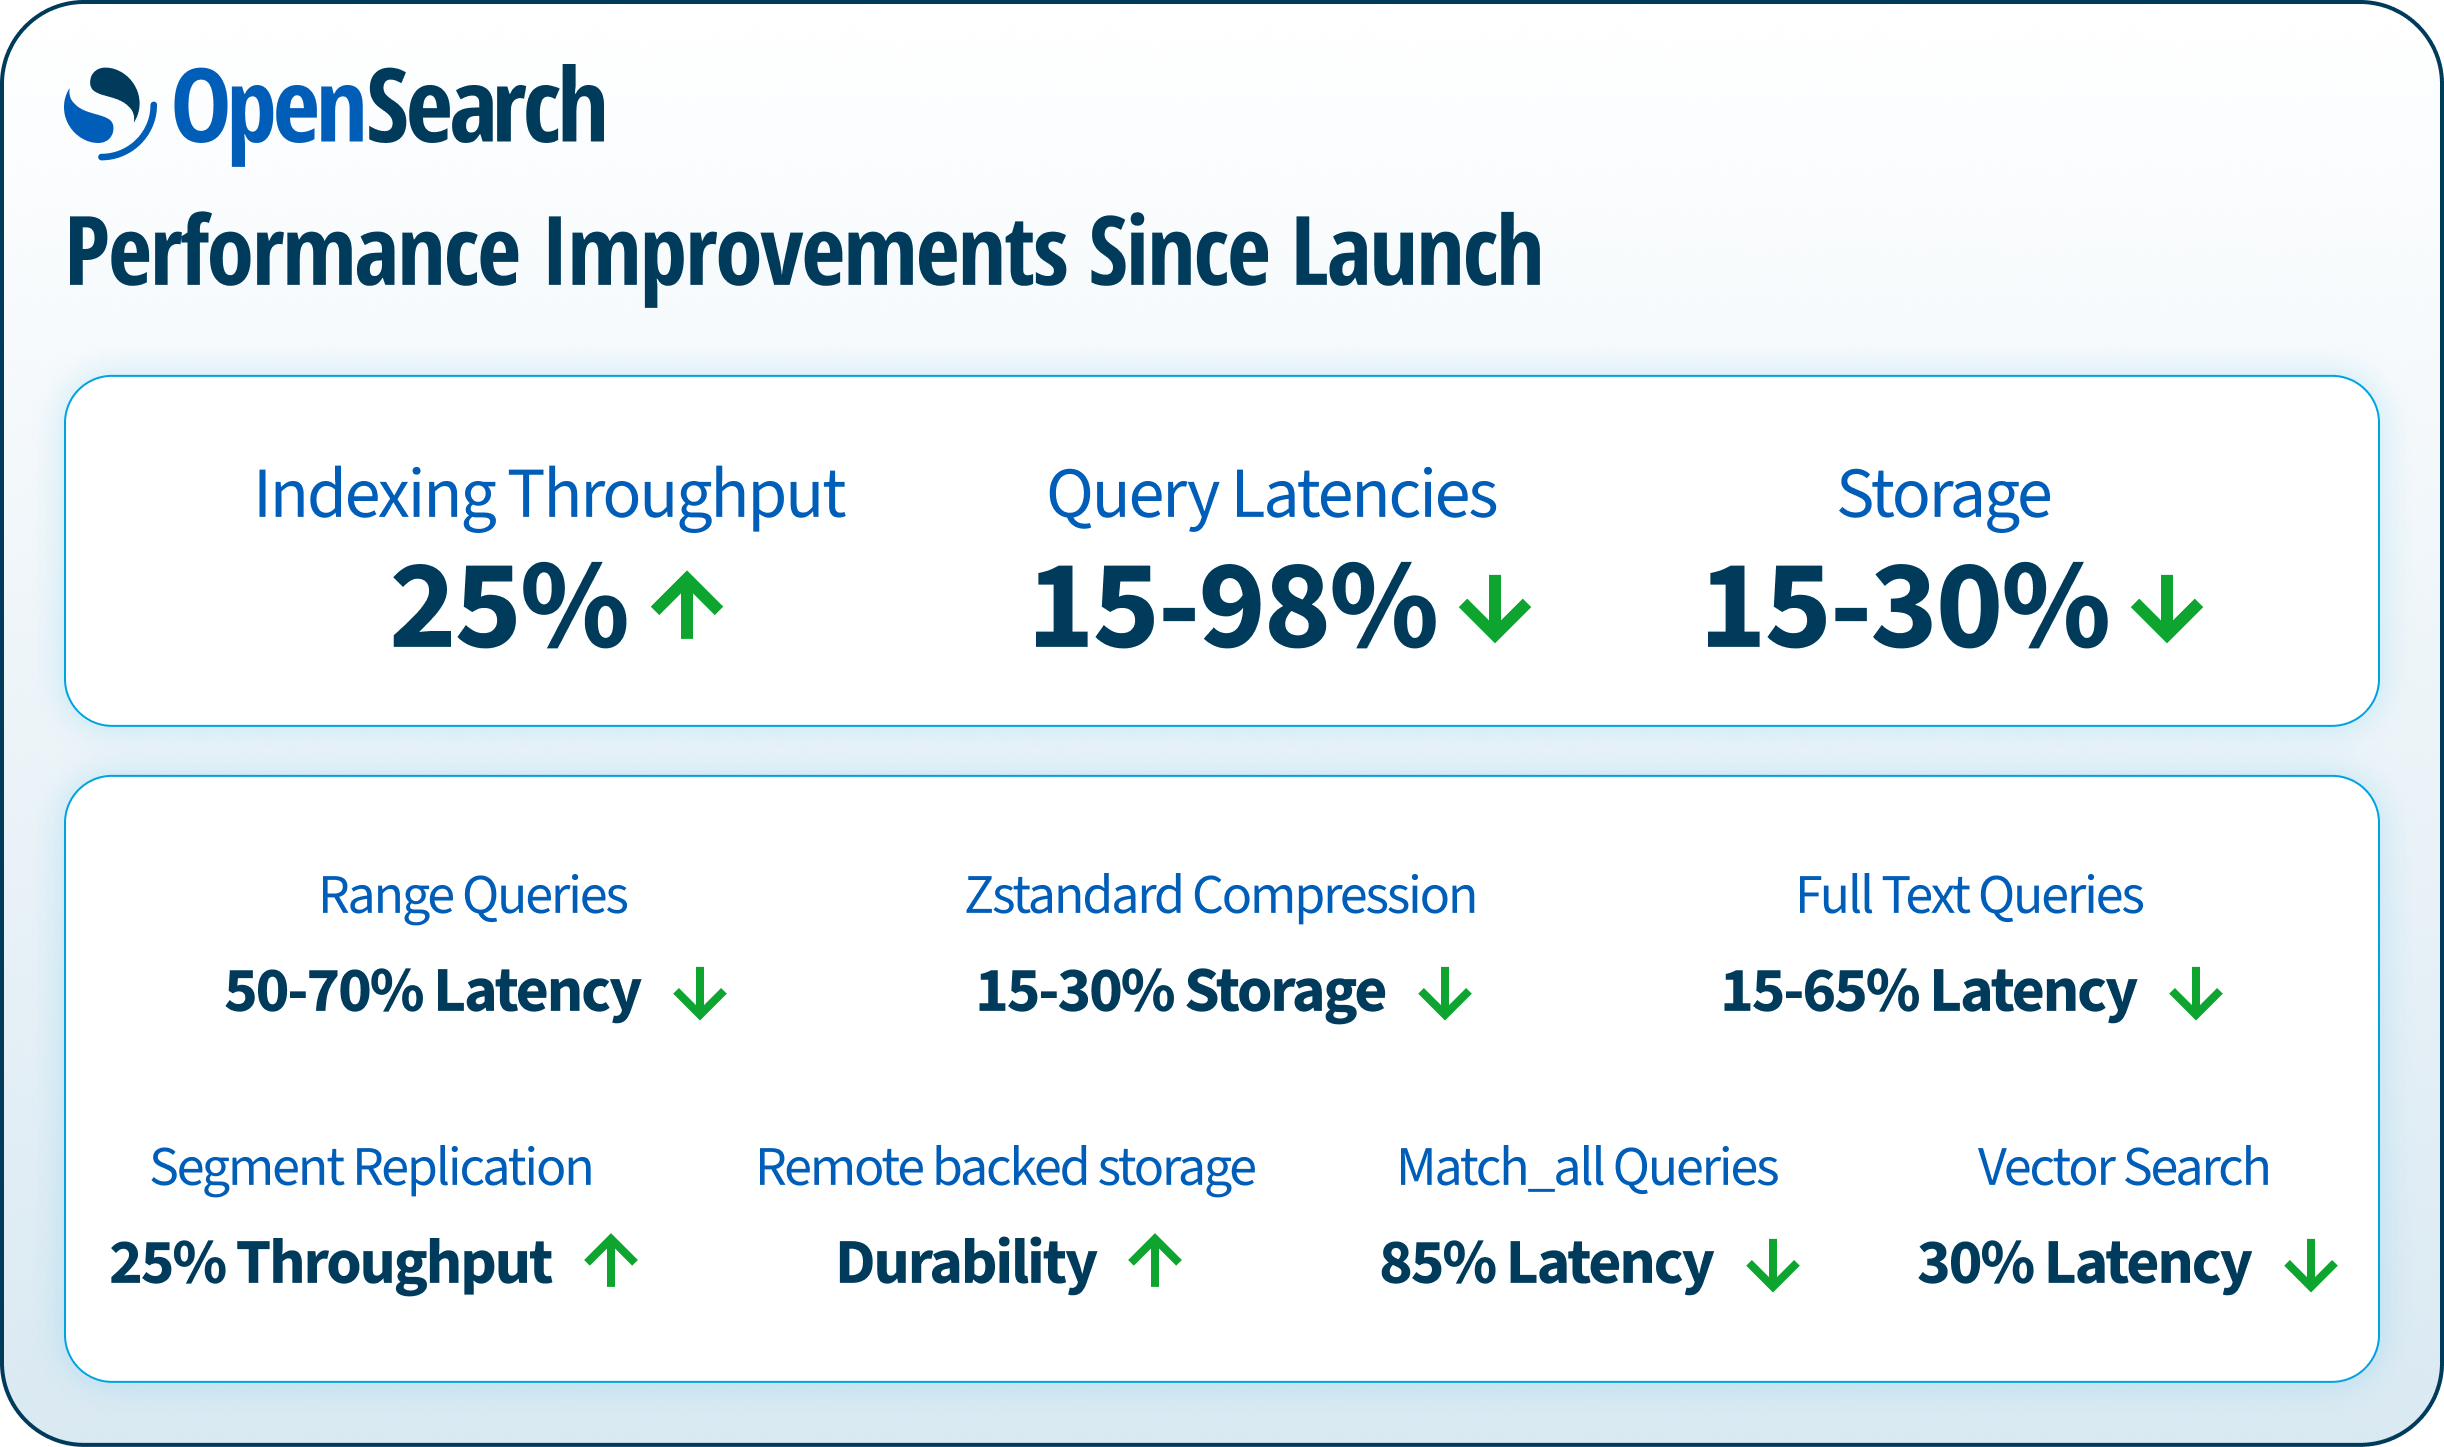 OpenSearch
Performance Improvements Since Launch
Indexing Throughput
25% ↑
Query Latencies
15-98% ↓
Storage
15-30% ↓
Range Queries
50-70% Latency ↓
Zstandard Compression
15-30% Storage ↓
Full Text Queries
15-65% Latency ↓
Segment Replication
25% Throughput ↑
Remote backed storage
Durability ↑
Match_all Queries
85% Latency ↓
Vector Search
30% Latency ↓